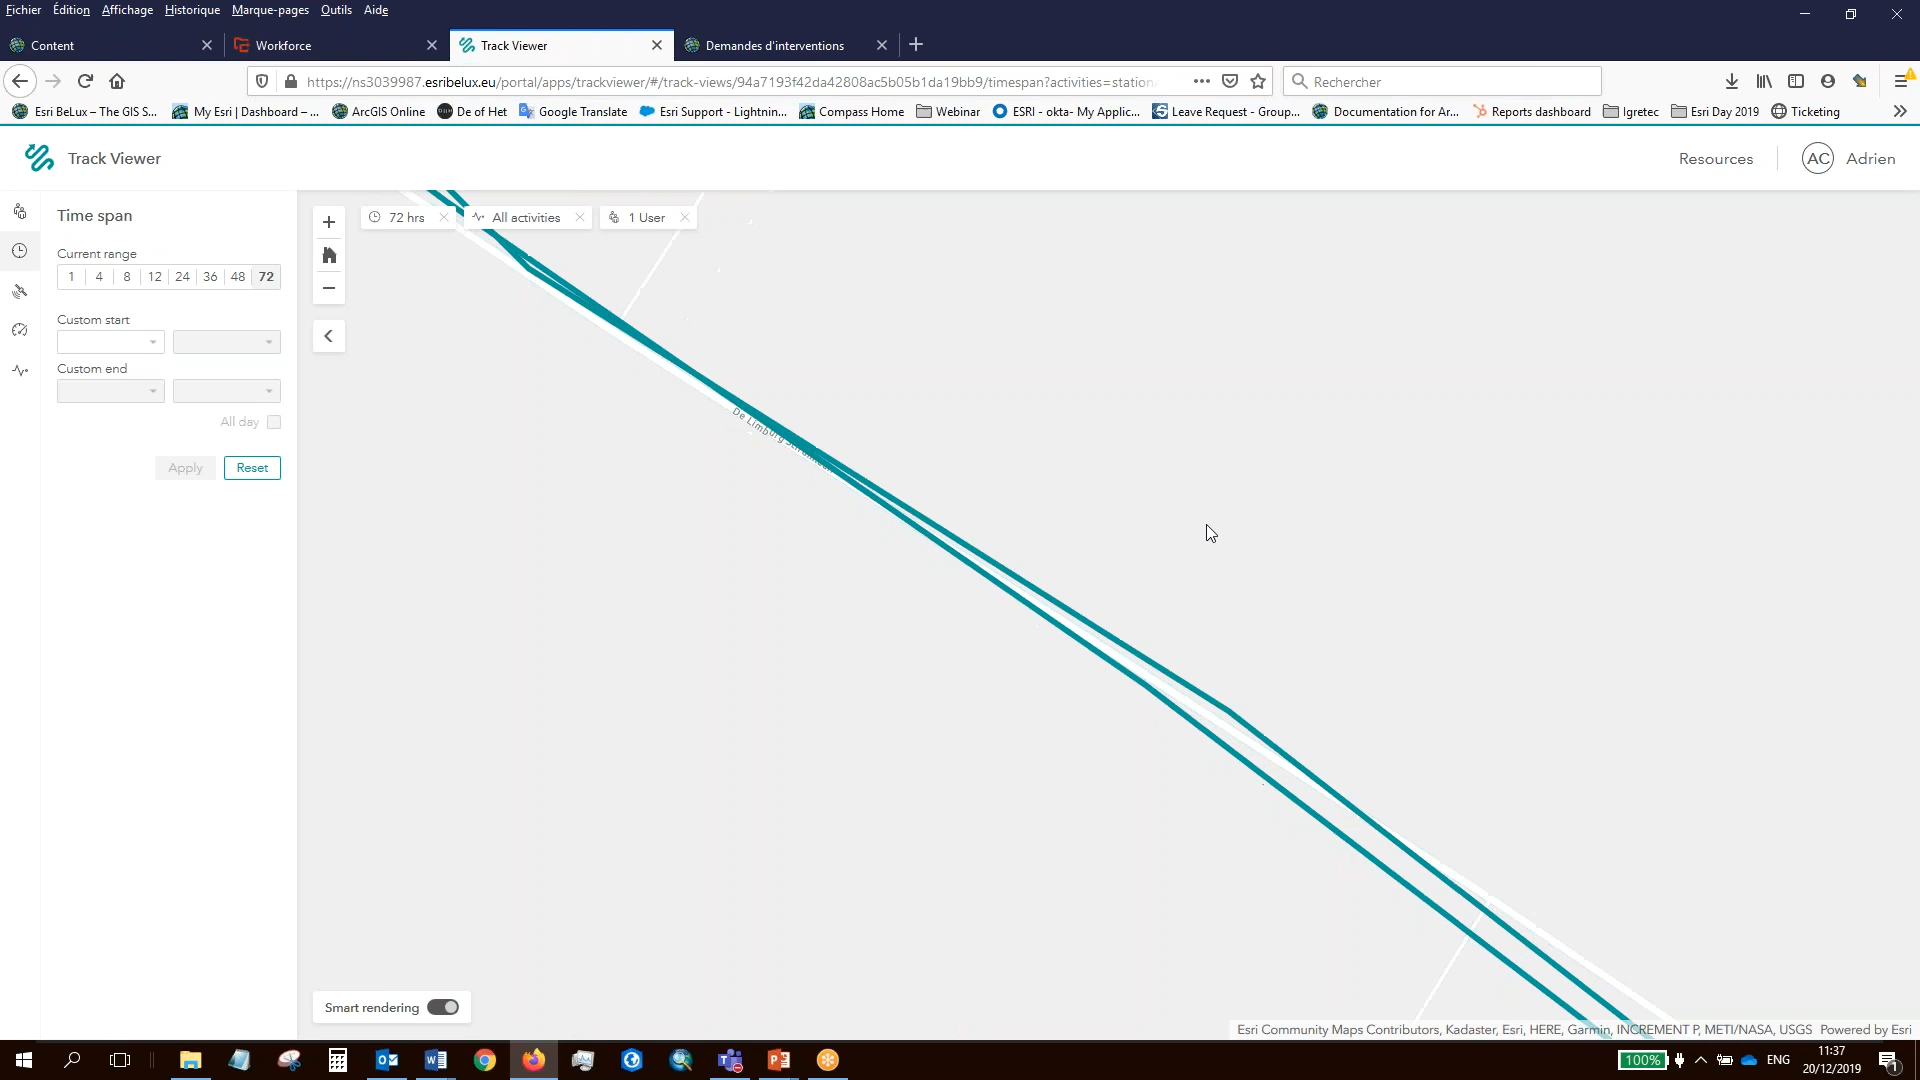 Fichier Édition Affichage Historique Marque-pages Outils Aide
Content Workforce Track Viewer Demandes d'interventions
https://ns3039987.esribelux.eu/portal/apps/trackviewer/#/track-views/94a7193f42da42808ac5b05b1da19bb9/timespan?activities=station Rechercher
Esri BeLux – The GIS S... My Esri | Dashboard – ... ArcGIS Online De of Het Google Translate Esri Support - Lightnin... Compass Home Webinar ESRI - okta- My Applic... Leave Request - Group... Documentation for Ar... Reports dashboard Igretec Esri Day 2019 Ticketing
Track Viewer Resources AC Adrien
Time span
72 hrs All activities 1 User
Current range
1 4 8 12 24 36 48 72
Custom start
Custom end
All day
Apply Reset
De Limburg
Smart rendering
Esri Community Maps Contributors, Kadaster, Esri, HERE, Garmin, INCREMENT P, METI/NASA, USGS Powered by Esri
100% ENG 11:37
20/12/2019
1